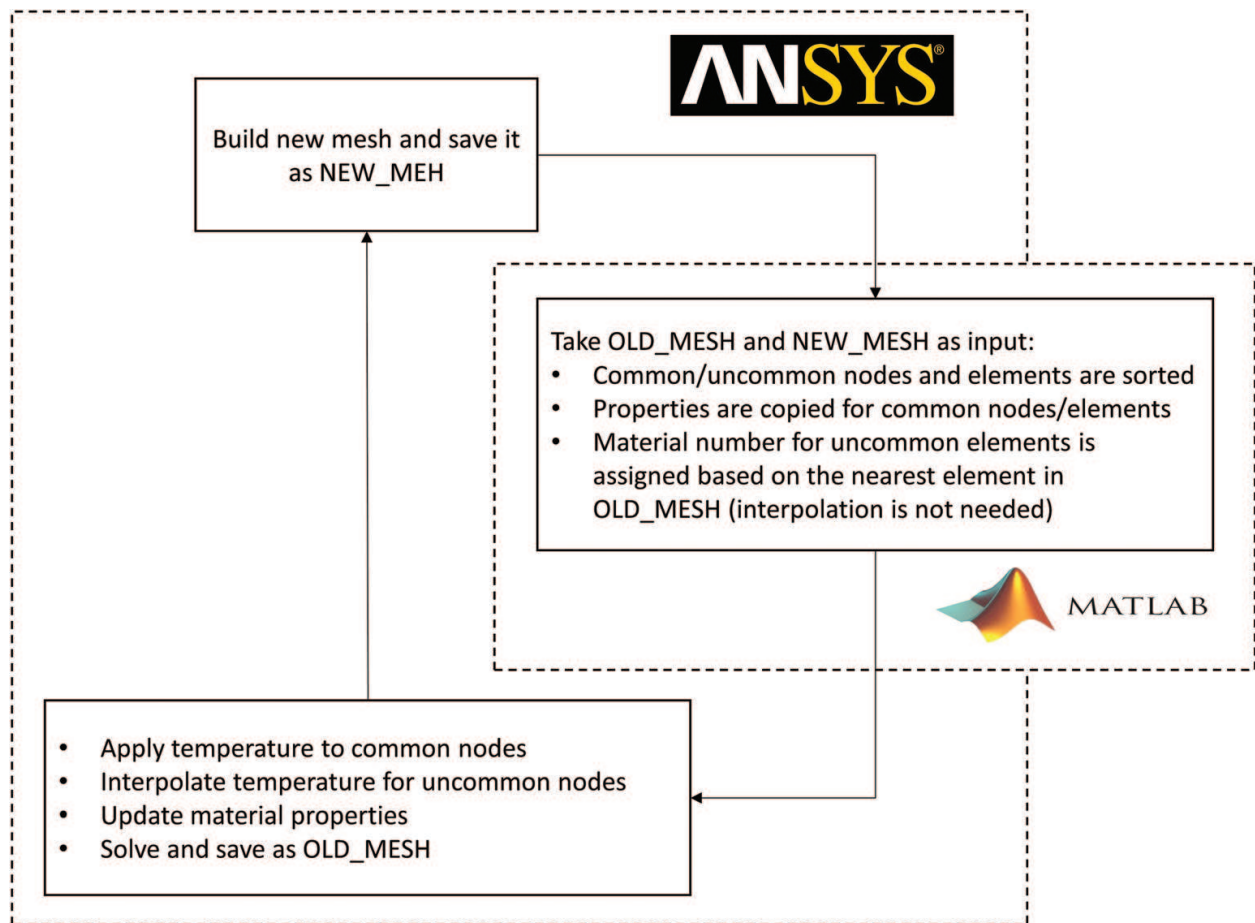 ANSYS®
Build new mesh and save it
as NEW_MEH
Take OLD_MESH and NEW_MESH as input:
• Common/uncommon nodes and elements are sorted
• Properties are copied for common nodes/elements
• Material number for uncommon elements is
assigned based on the nearest element in
OLD_MESH (interpolation is not needed)
MATLAB
• Apply temperature to common nodes
• Interpolate temperature for uncommon nodes
• Update material properties
• Solve and save as OLD_MESH